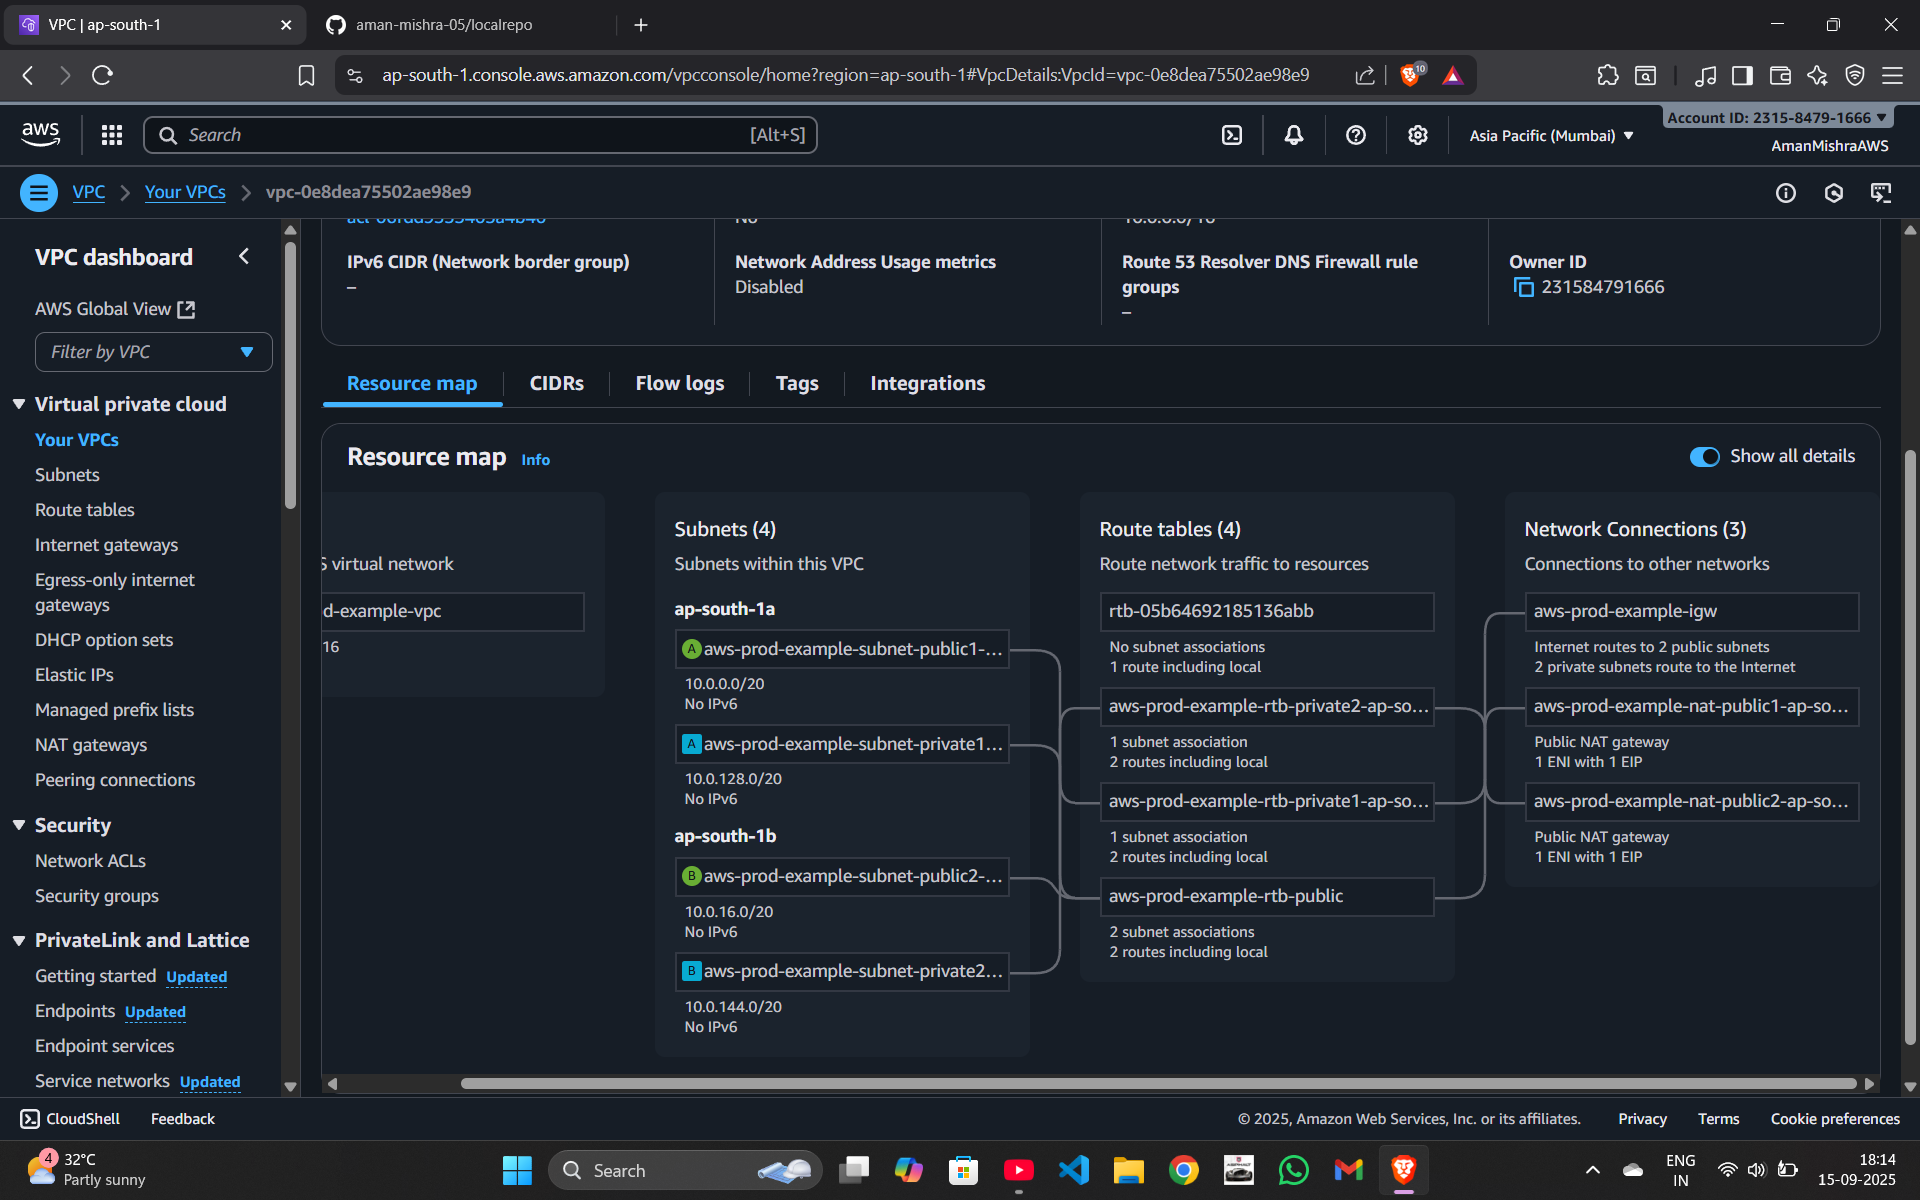 VPC | ap-south-1
aman-mishra-05/localrepo
ap-south-1.console.aws.amazon.com/vpcconsole/home?region=ap-south-1#VpcDetails:VpcId=vpc-0e8dea75502ae98e9
10
aws
Search
[Alt+S]
Asia Pacific (Mumbai)
Account ID: 2315-8479-1666
AmanMishraAWS
VPC
Your VPCs
vpc-0e8dea75502ae98e9
VPC dashboard
AWS Global View
Filter by VPC
Virtual private cloud
Your VPCs
Subnets
Route tables
Internet gateways
Egress-only internet
gateways
DHCP option sets
Elastic IPs
Managed prefix lists
NAT gateways
Peering connections
Security
Network ACLs
Security groups
PrivateLink and Lattice
Getting started Updated
Endpoints Updated
Endpoint services
Service networks Updated
No
10.0.0.0/16
IPv6 CIDR (Network border group)
–
Network Address Usage metrics
Disabled
Route 53 Resolver DNS Firewall rule
groups
–
Owner ID
231584791666
Resource map
CIDRs
Flow logs
Tags
Integrations
Resource map Info
Show all details
S virtual network
d-example-vpc
16
Subnets (4)
Subnets within this VPC
ap-south-1a
A aws-prod-example-subnet-public1-...
10.0.0.0/20
No IPv6
A aws-prod-example-subnet-private1...
10.0.128.0/20
No IPv6
ap-south-1b
B aws-prod-example-subnet-public2-...
10.0.16.0/20
No IPv6
B aws-prod-example-subnet-private2...
10.0.144.0/20
No IPv6
Route tables (4)
Route network traffic to resources
rtb-05b64692185136abb
No subnet associations
1 route including local
aws-prod-example-rtb-private2-ap-so...
1 subnet association
2 routes including local
aws-prod-example-rtb-private1-ap-so...
1 subnet association
2 routes including local
aws-prod-example-rtb-public
2 subnet associations
2 routes including local
Network Connections (3)
Connections to other networks
aws-prod-example-igw
Internet routes to 2 public subnets
2 private subnets route to the Internet
aws-prod-example-nat-public1-ap-so...
Public NAT gateway
1 ENI with 1 EIP
aws-prod-example-nat-public2-ap-so...
Public NAT gateway
1 ENI with 1 EIP
CloudShell
Feedback
© 2025, Amazon Web Services, Inc. or its affiliates.
Privacy
Terms
Cookie preferences
4
32°C
Partly sunny
Search
ENG
IN
18:14
15-09-2025